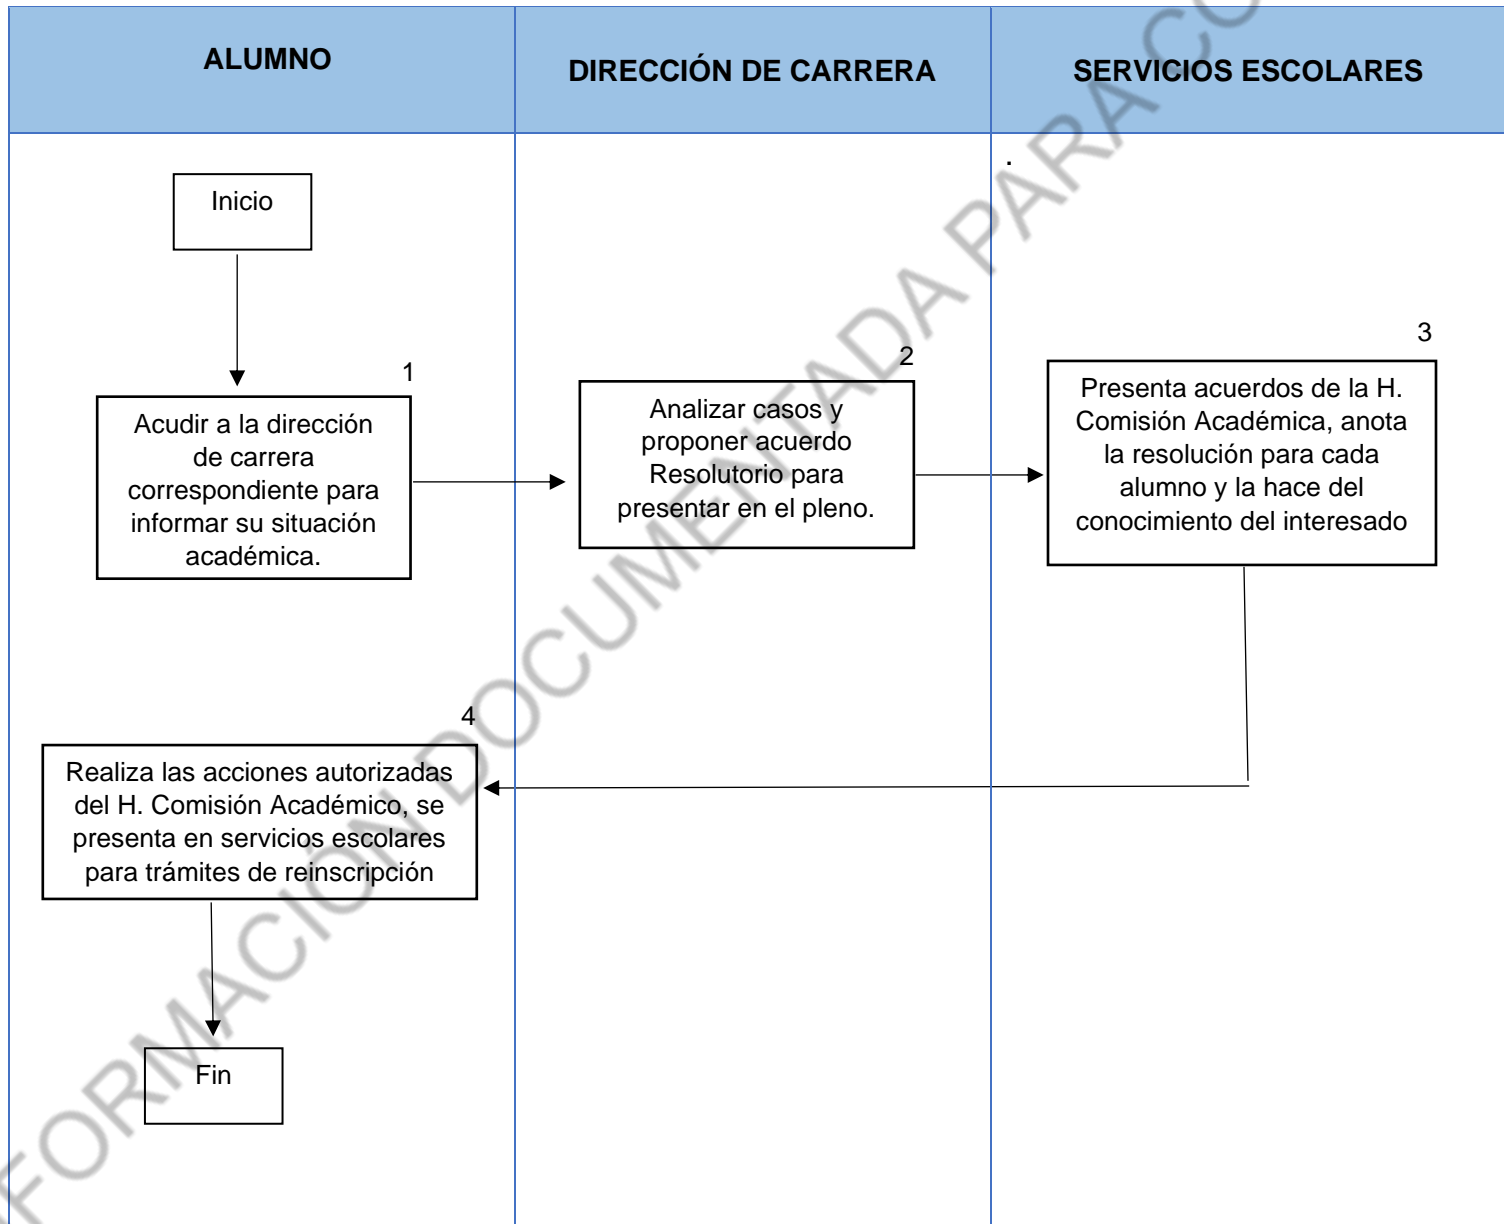 ALUMNO
DIRECCIÓN DE CARRERA
SERVICIOS ESCOLARES
.
Inicio
1
Acudir a la dirección
de carrera
correspondiente para
informar su situación
académica.
2
Analizar casos y
proponer acuerdo
Resolutorio para
presentar en el pleno.
3
Presenta acuerdos de la H.
Comisión Académica, anota
la resolución para cada
alumno y la hace del
conocimiento del interesado
4
Realiza las acciones autorizadas
del H. Comisión Académico, se
presenta en servicios escolares
para trámites de reinscripción
Fin
FORMACIÓN DOCUMENTADA PARA CO